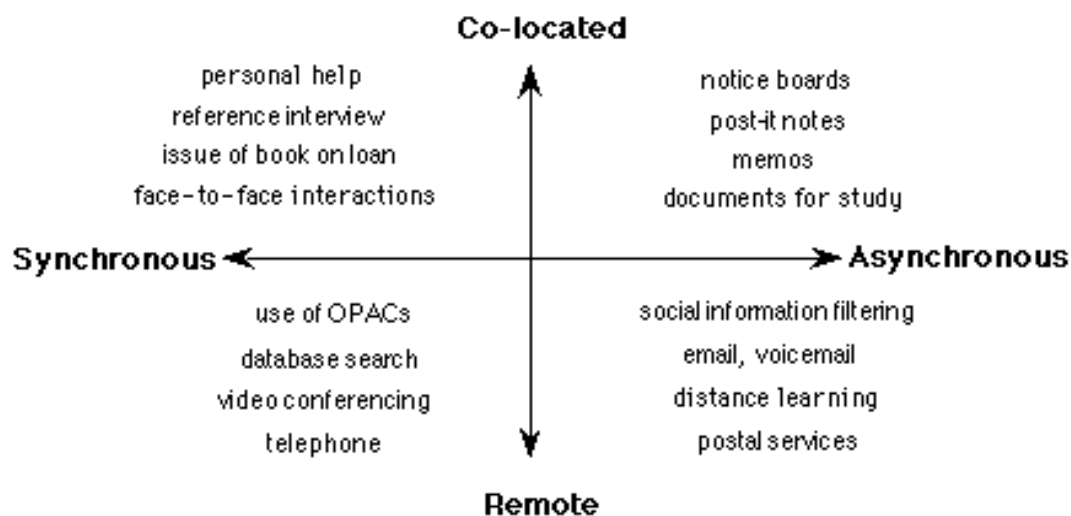 Co-located
personal help
reference interview
issue of book on loan
face-to-face interactions
notice boards
post-it notes
memos
documents for study
Synchronous
Asynchronous
use of OPACs
database search
video conferencing
telephone
social information filtering
email, voicemail
distance learning
postal services
Remote